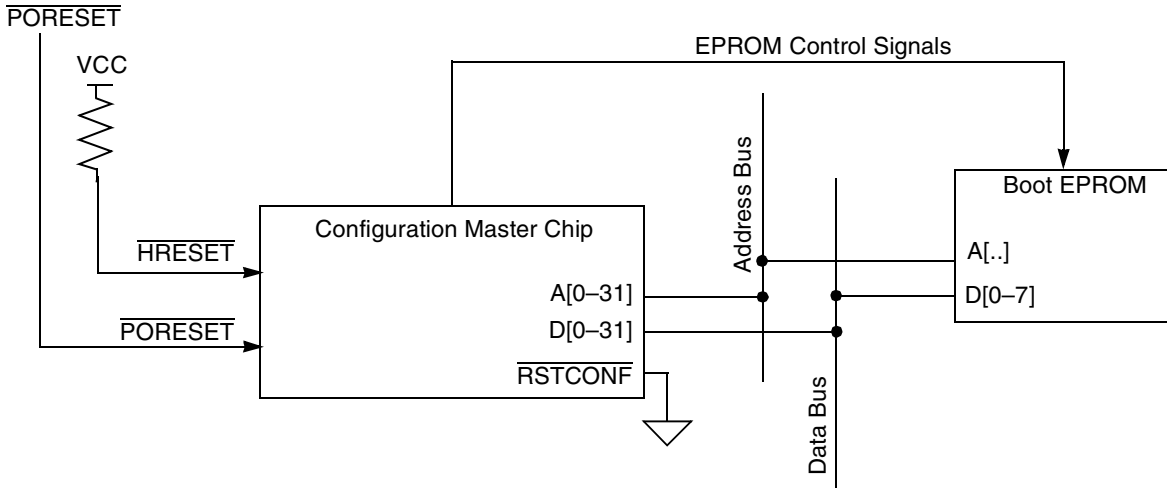 PORESET
EPROM Control Signals
VCC
Address Bus
Boot EPROM
Configuration Master Chip
HRESET
A[..]
A[0–31]
D[0–7]
PORESET
D[0–31]
RSTCONF
Data Bus